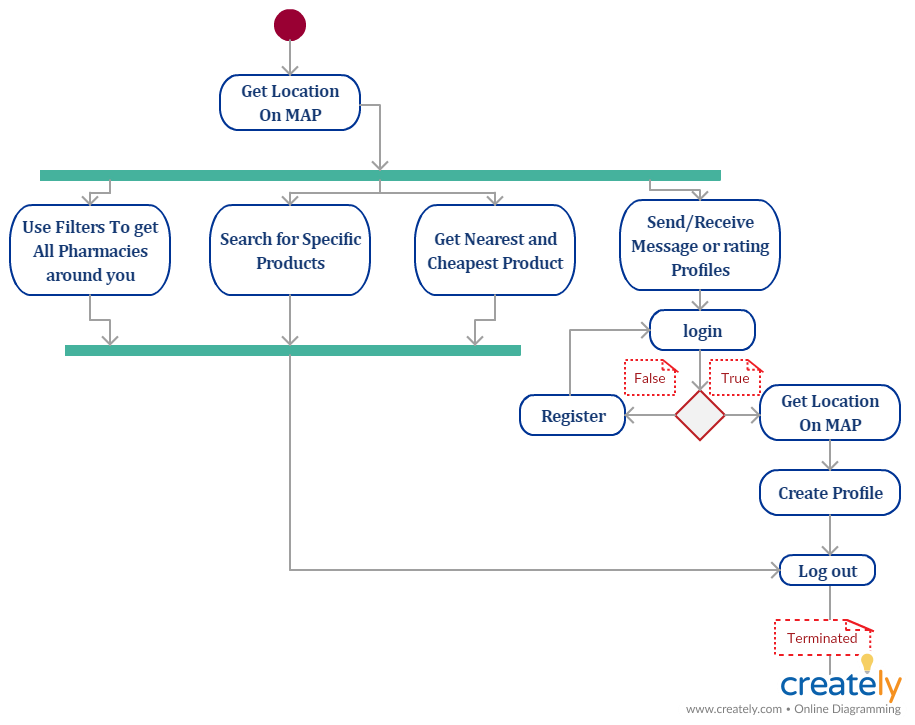 Get Location
On MAP
Use Filters To get
All Pharmacies
around you
Search for Specific
Products
Get Nearest and
Cheapest Product
Send/Receive
Message or rating
Profiles
login
False
True
Register
Get Location
On MAP
Create Profile
Log out
Terminated
creately
www.creately.com • Online Diagramming